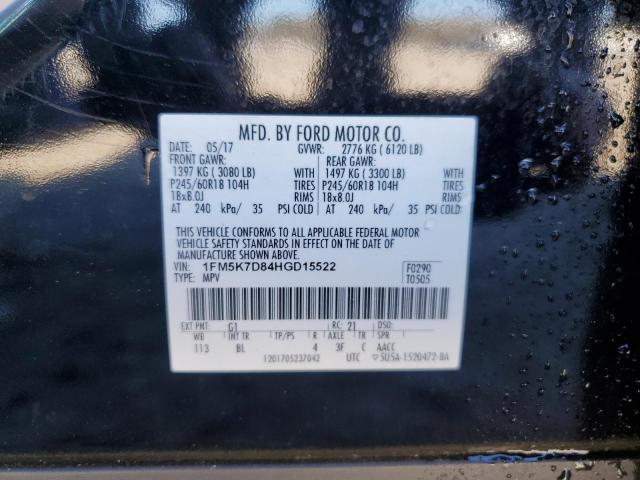 MFD. BY FORD MOTOR CO.
DATE: 05/17 GVWR: 2776 KG ( 6120 LB)
FRONT GAWR: REAR GAWR:
1397 KG ( 3080 LB) WITH 1497 KG ( 3300 LB) WITH
P245/60R18 104H TIRES P245/60R18 104H TIRES
18x8.0J RIMS 18x8.0J RIMS
AT 240 kPa/ 35 PSI COLD AT 240 kPa/ 35 PSI COLD
THIS VEHICLE CONFORMS TO ALL APPLICABLE FEDERAL MOTOR
VEHICLE SAFETY STANDARDS IN EFFECT ON THE DATE OF
MANUFACTURE SHOWN ABOVE.
VIN: 1FM5K7D84HGD15522 F0290
TYPE: MPV T0505
EXT PNT: G1 RC: 21 DSO:
WB INT TR TP/PS R AXLE TR SPR
113 BL 4 3F C AACC
1201705237042 UTC 5U5A-1520472-BA